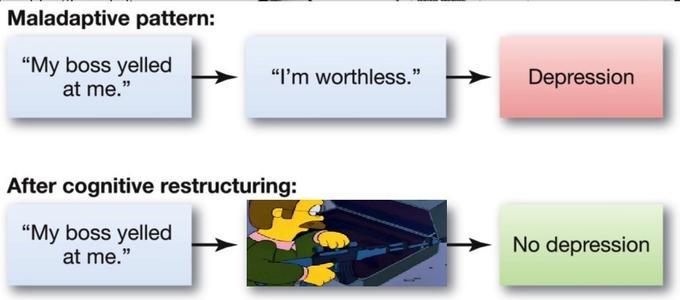 Maladaptive pattern:
“My boss yelled
at me.”
“I’m worthless.”
Depression
After cognitive restructuring:
“My boss yelled
at me.”
No depression